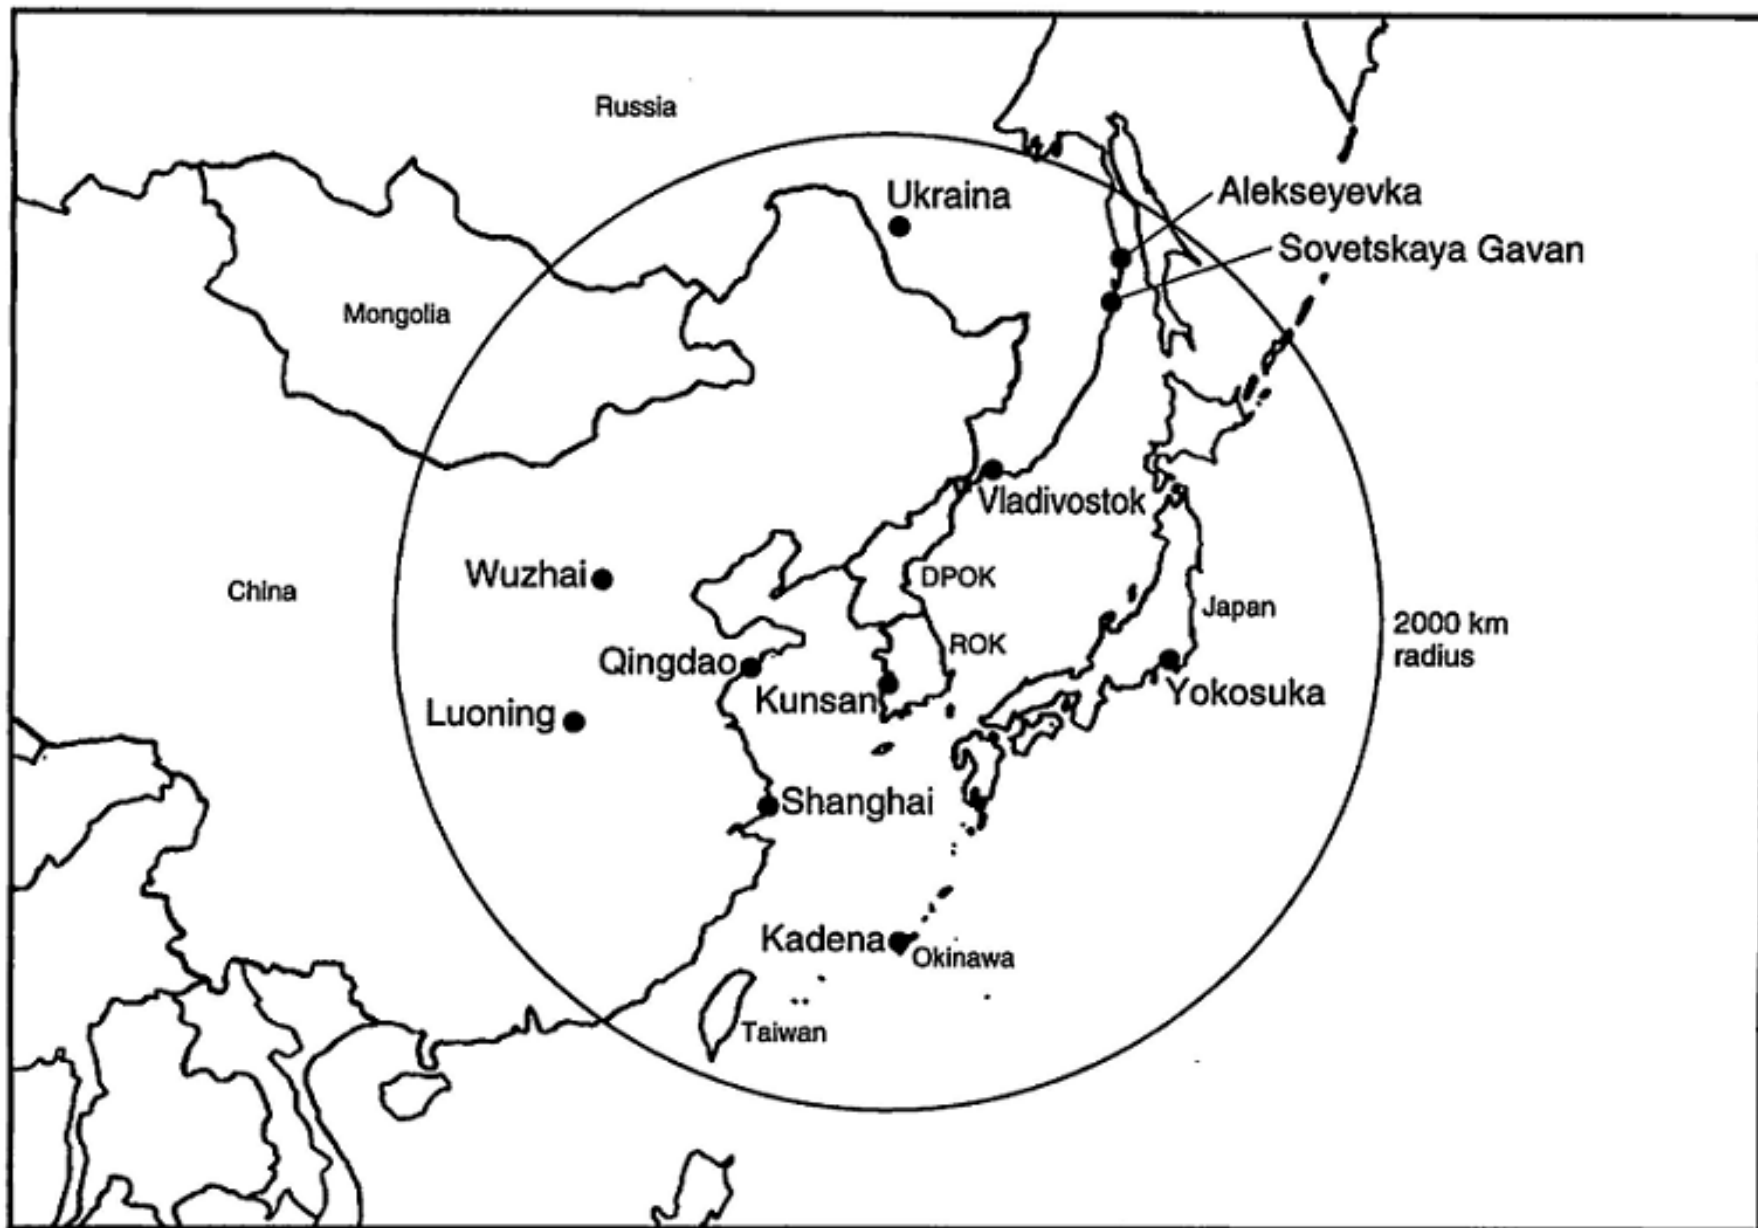 Russia
Ukraina
Alekseyevka
Sovetskaya Gavan
Mongolia
Vladivostok
Wuzhai
DPOK
China
Japan
2000 km
radius
ROK
Qingdao
Kunsan
Yokosuka
Luoning
Shanghai
Kadena
Okinawa
Taiwan